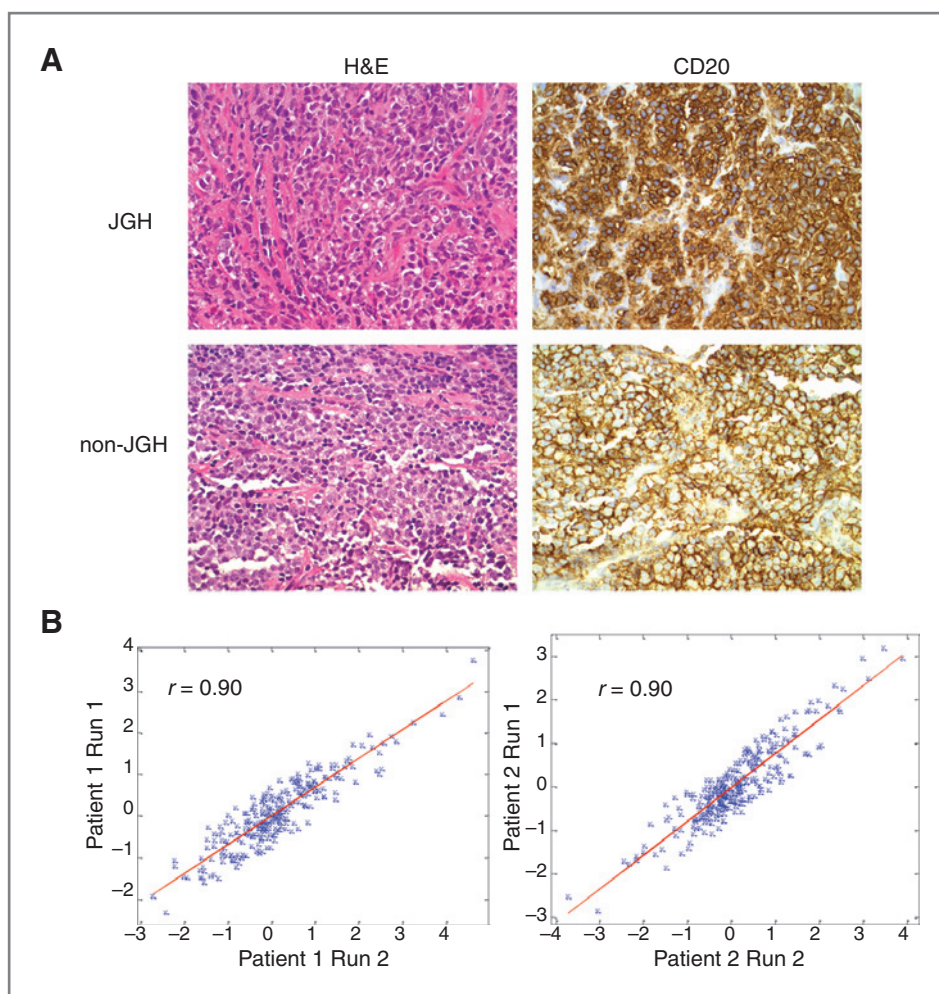 A
H&E
CD20
JGH
non-JGH
B
4
3
2
1
0
–1
–2
r = 0.90
Patient 1 Run 1
–3
–2
–1
0
1
2
3
4
Patient 1 Run 2
3
2
1
0
–1
–2
–3
r = 0.90
Patient 2 Run 1
–4
–3
–2
–1
0
1
2
3
4
Patient 2 Run 2